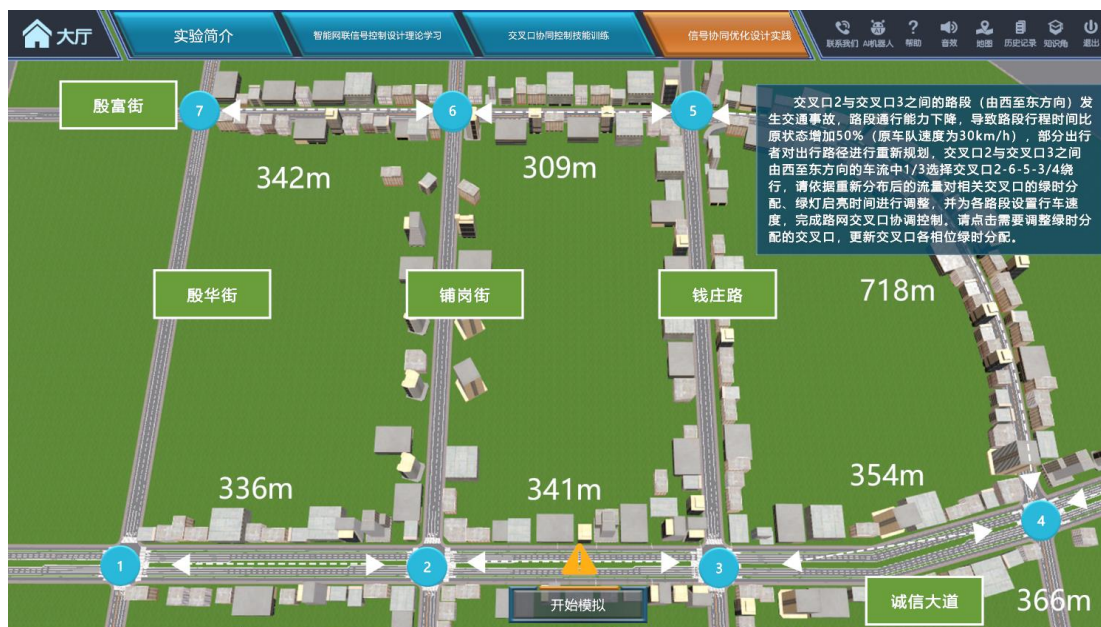 大厅
实验简介
智能网联信号控制设计理论学习
交叉口协同控制技能训练
信号协同优化设计实践
联系我们
AI机器人
帮助
音效
地图
历史记录
知识角
退出
殷富街
7
6
5
交叉口2与交叉口3之间的路段（由西至东方向）发
生交通事故，路段通行能力下降，导致路段行程时间比
原状态增加50%（原车队速度为30km/h），部分出行
者对出行路径进行重新规划，交叉口2与交叉口3之间
由西至东方向的车流中1/3选择交叉口2-6-5-3/4绕
行，请依据重新分布后的流量对相关交叉口的绿时分
配、绿灯启亮时间进行调整，并为各路段设置行车速
度，完成路网交叉口协调控制。请点击需要调整绿时分
配的交叉口，更新交叉口各相位绿时分配。
342m
309m
殷华街
铺岗街
钱庄路
718m
336m
341m
354m
4
1
2
3
开始模拟
诚信大道
366m